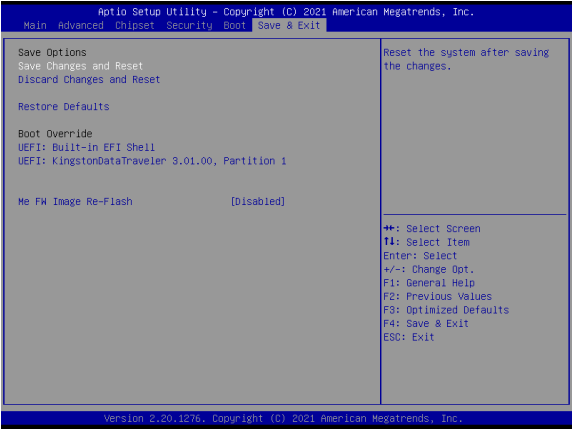 Aptio Setup Utility – Copyright (C) 2021 American Megatrends, Inc.
Main Advanced Chipset Security Boot Save & Exit
Save Options
Save Changes and Reset
Discard Changes and Reset
Restore Defaults
Boot Override
UEFI: Built-in EFI Shell
UEFI: KingstonDataTraveler 3.01.00, Partition 1
Me FW Image Re-Flash [Disabled]
Reset the system after saving
the changes.
→←: Select Screen
↑↓: Select Item
Enter: Select
+/-: Change Opt.
F1: General Help
F2: Previous Values
F3: Optimized Defaults
F4: Save & Exit
ESC: Exit
Version 2.20.1276. Copyright (C) 2021 American Megatrends, Inc.